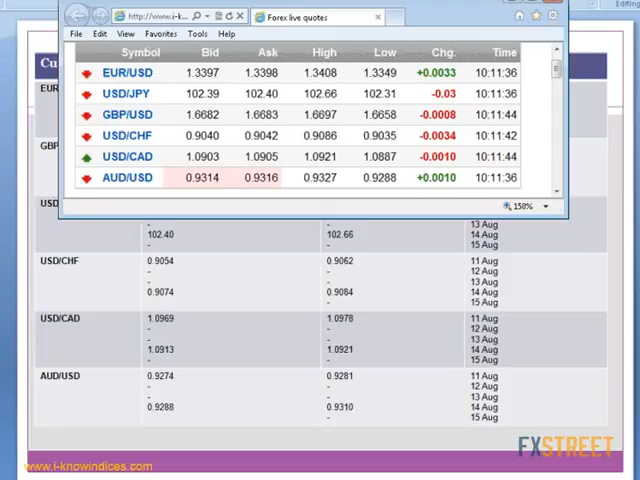 Editing
http://www.i-k...
Forex live quotes
File Edit View Favorites Tools Help
Symbol Bid Ask High Low Chg. Time
EUR/USD 1.3397 1.3398 1.3408 1.3349 +0.0033 10:11:36
USD/JPY 102.39 102.40 102.66 102.31 -0.03 10:11:36
GBP/USD 1.6682 1.6683 1.6697 1.6658 -0.0008 10:11:44
USD/CHF 0.9040 0.9042 0.9086 0.9035 -0.0034 10:11:42
USD/CAD 1.0903 1.0905 1.0921 1.0887 -0.0010 10:11:44
AUD/USD 0.9314 0.9316 0.9327 0.9288 +0.0010 10:11:36
150%
Cu
EUR
GBP
USD
- - 13 Aug
102.40 102.66 14 Aug
- - 15 Aug
USD/CHF 0.9054 0.9062 11 Aug
- - 12 Aug
- - 13 Aug
0.9074 0.9084 14 Aug
- - 15 Aug
USD/CAD 1.0969 1.0978 11 Aug
- - 12 Aug
- - 13 Aug
1.0913 1.0921 14 Aug
- - 15 Aug
AUD/USD 0.9274 0.9281 11 Aug
- - 12 Aug
- - 13 Aug
0.9288 0.9310 14 Aug
- - 15 Aug
FXSTREET
www.i-knowindices.com